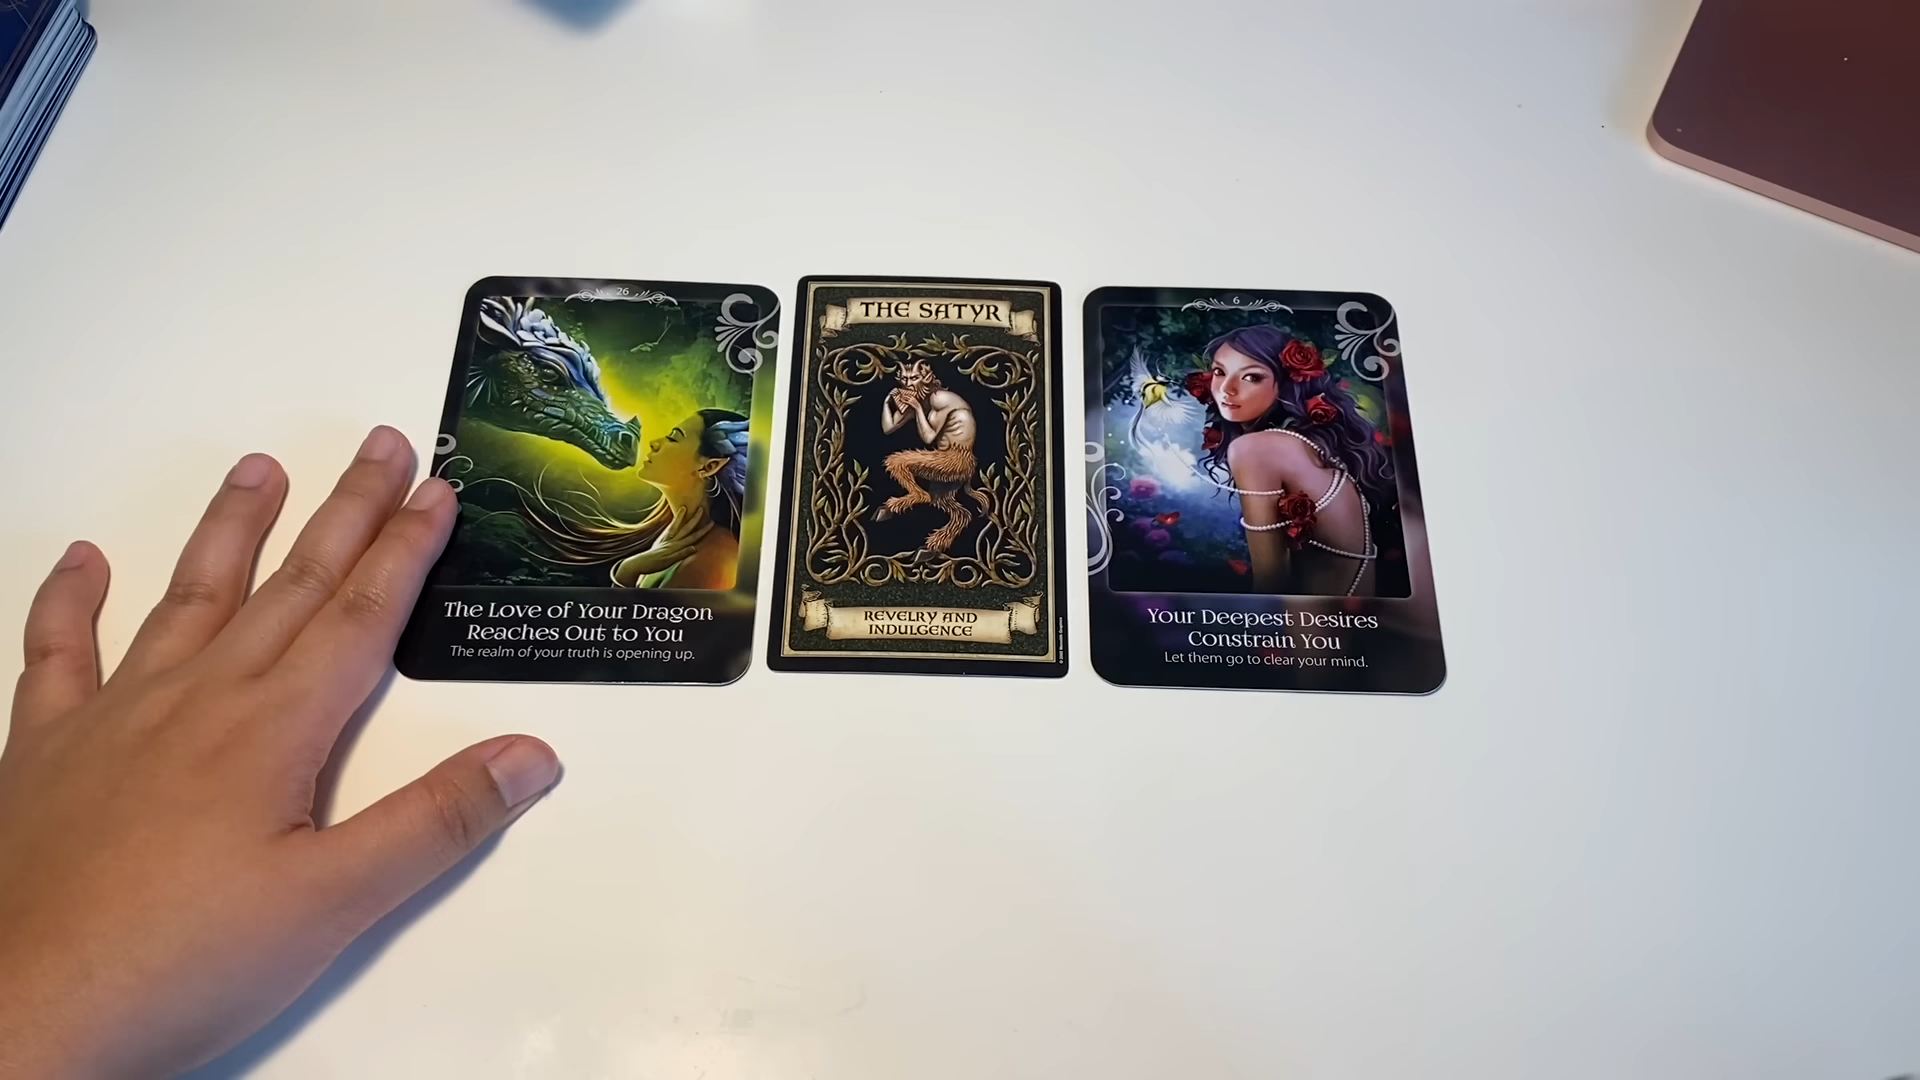 26
The Love of Your Dragon
Reaches Out to You
The realm of your truth is opening up.
THE SATYR
REVELRY AND
INDULGENCE
6
Your Deepest Desires
Constrain You
Let them go to clear your mind.